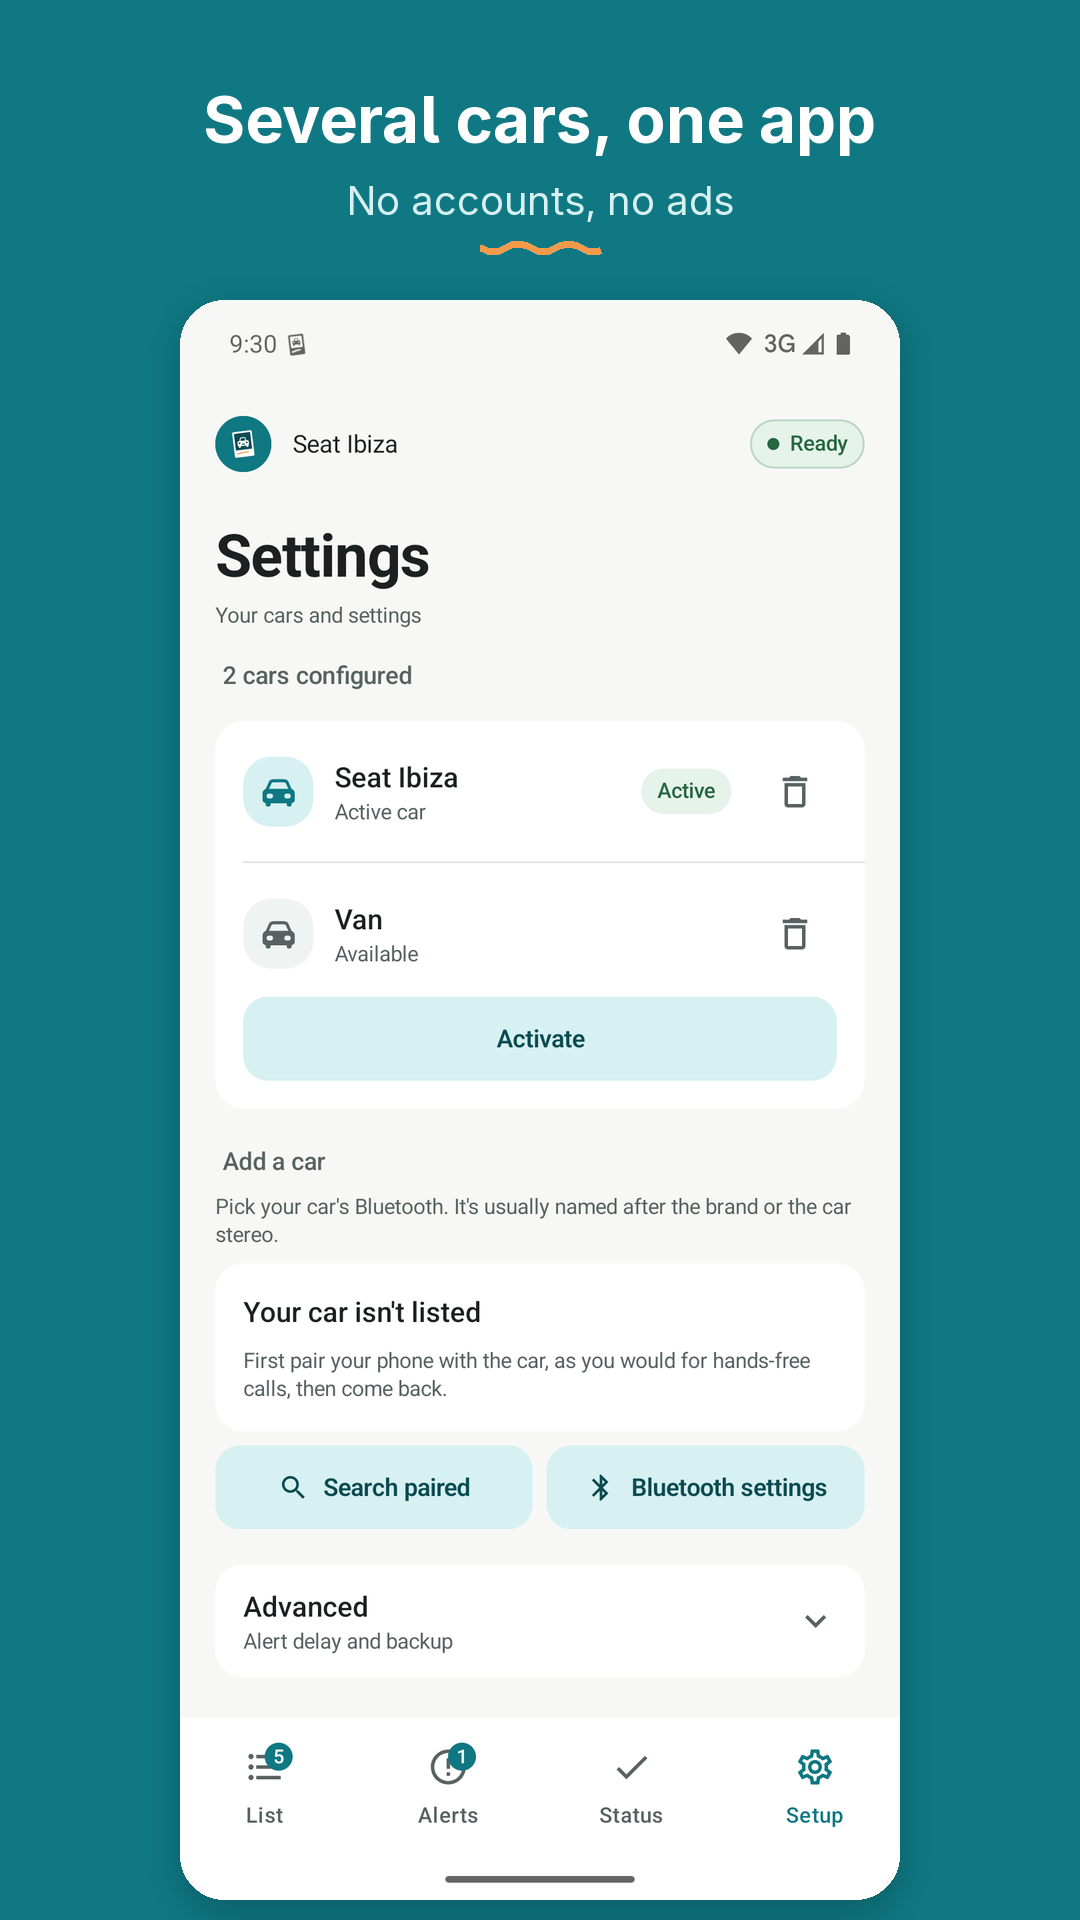 Several cars, one app
No accounts, no ads
9:30
3G
Seat Ibiza
Ready
Settings
Your cars and settings
2 cars configured
Seat Ibiza
Active car
Active
Van
Available
Activate
Add a car
Pick your car's Bluetooth. It's usually named after the brand or the car
stereo.
Your car isn't listed
First pair your phone with the car, as you would for hands-free
calls, then come back.
Search paired
Bluetooth settings
Advanced
Alert delay and backup
5
1
List
Alerts
Status
Setup